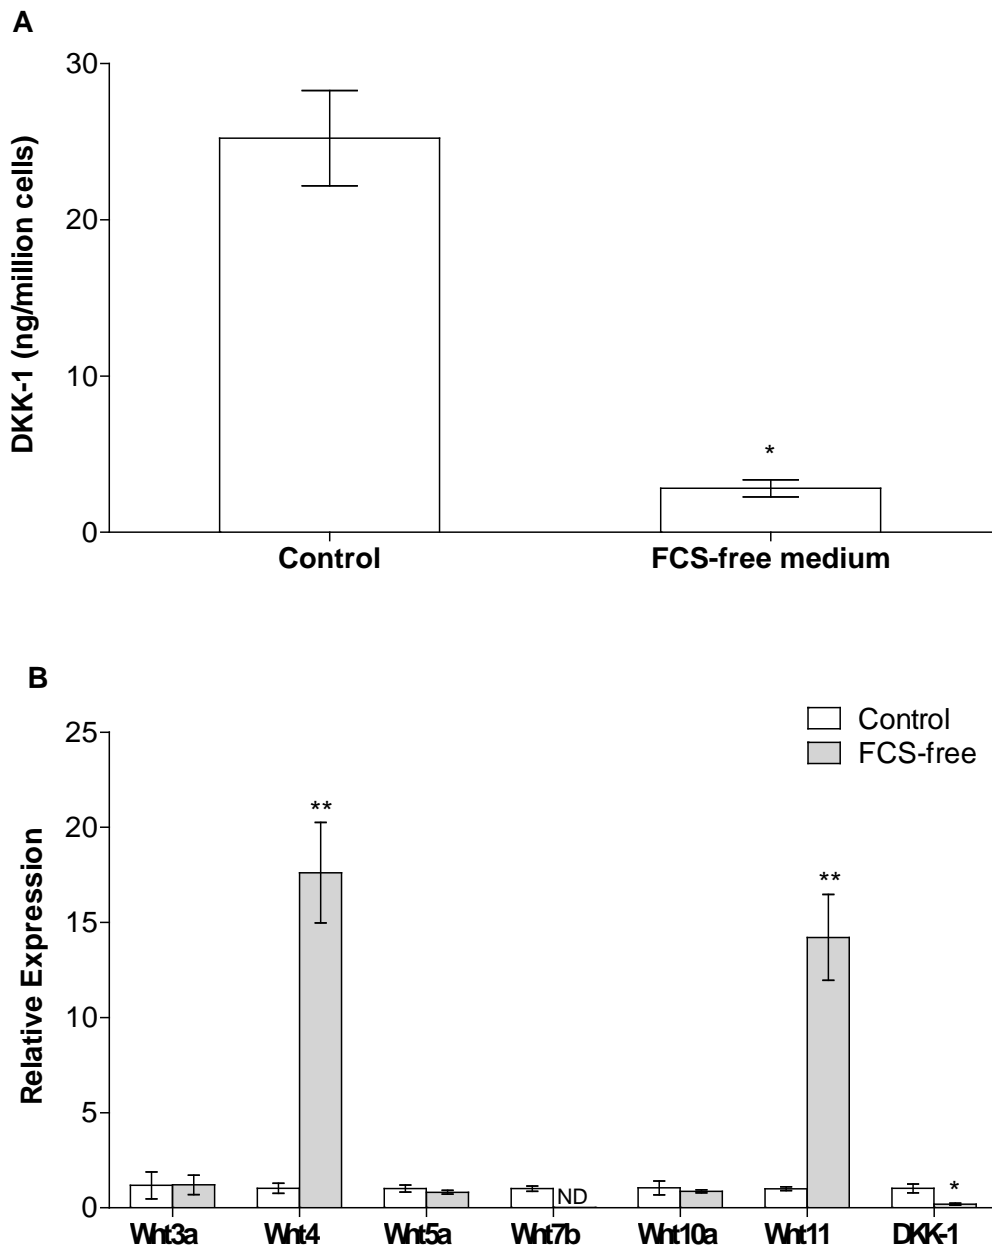 A
30
20
10
0
DKK-1 (ng/million cells)
*
Control
FCS-free medium
B
Control
FCS-free
25
20
15
10
5
0
Relative Expression
**
**
ND
*
Wnt3a
Wnt4
Wnt5a
Wnt7b
Wnt10a
Wnt11
DKK-1